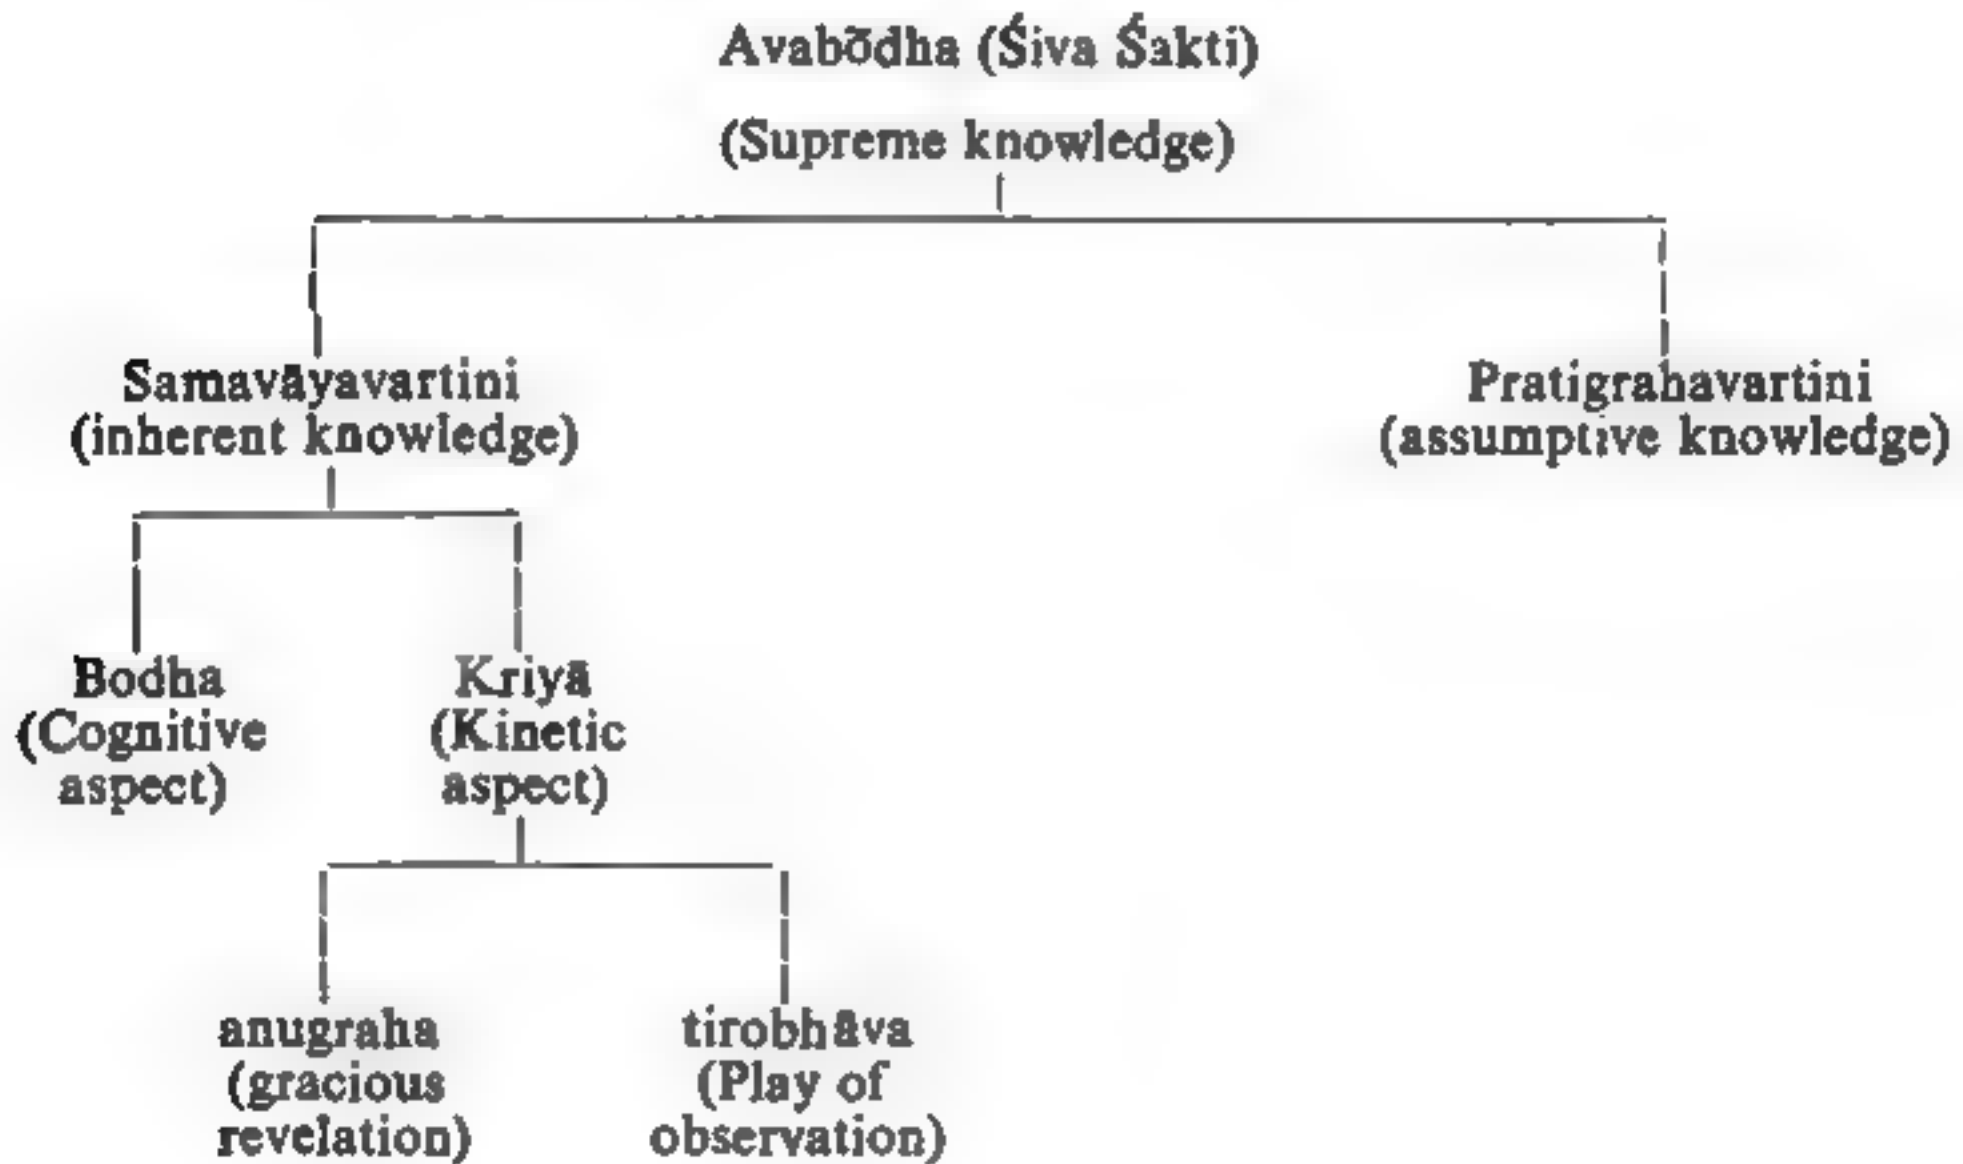 Avabōdha (Śiva Śakti)
(Supreme knowledge)
Samavāyavartini
(inherent knowledge)
Pratigrahavartini
(assumptive knowledge)
Bodha
(Cognitive
aspect)
Kriyā
(Kinetic
aspect)
anugraha
(gracious
revelation)
tirobhāva
(Play of
observation)